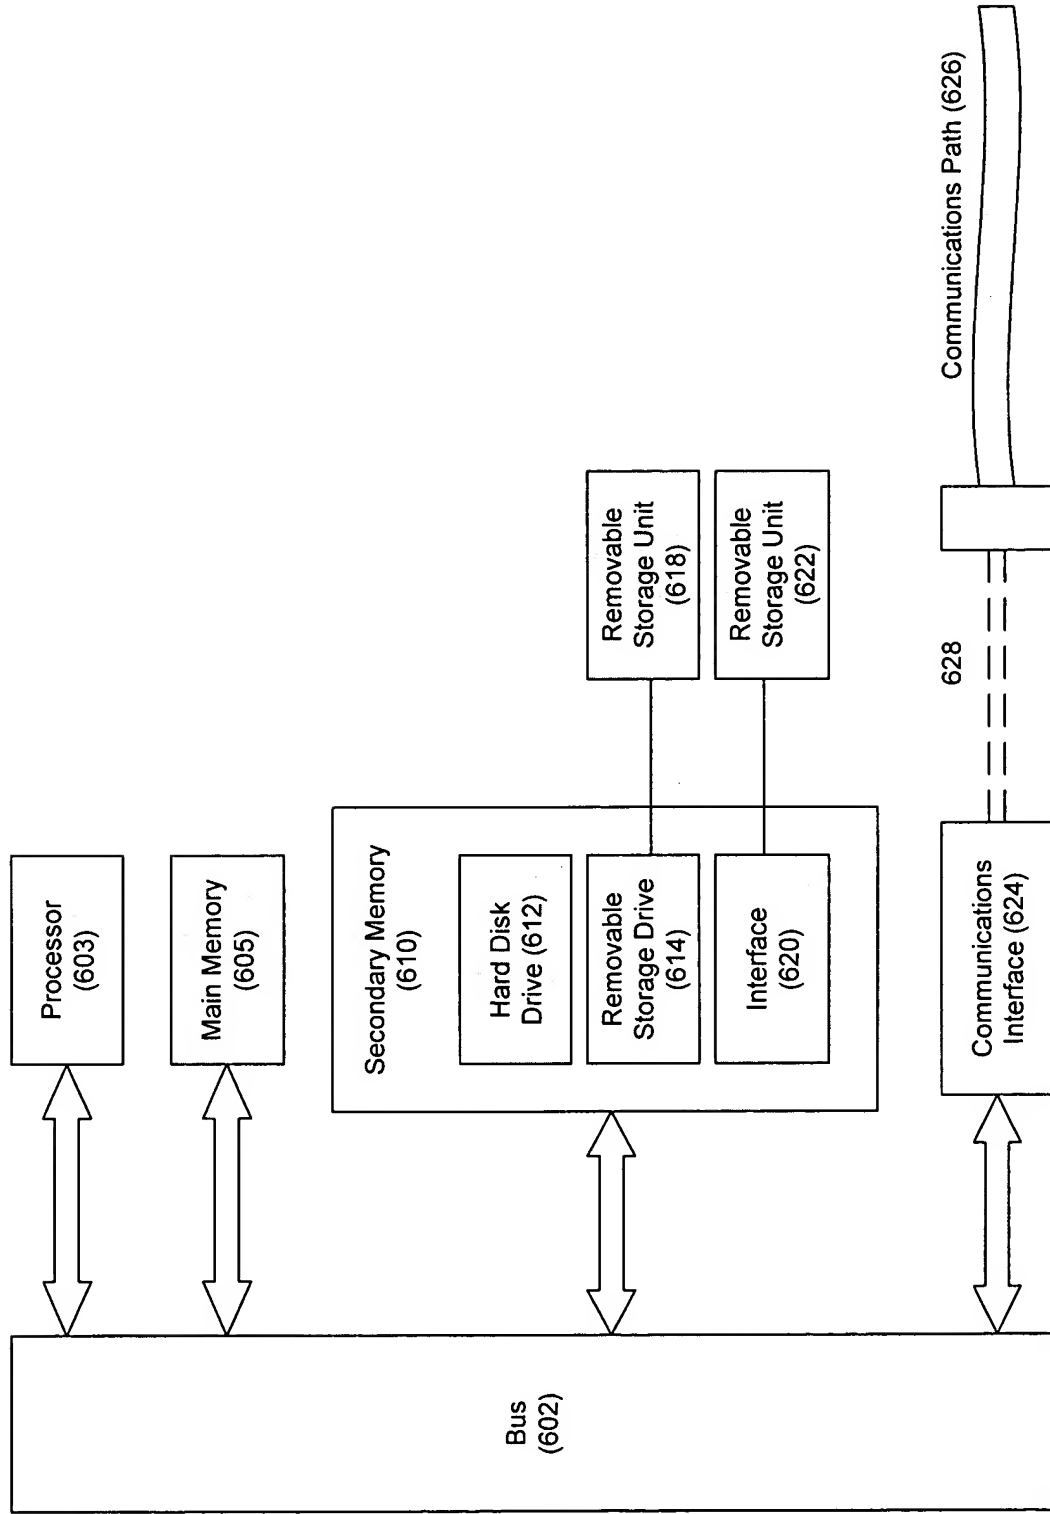 Bus
(602)
Processor
(603)
Main Memory
(605)
Secondary Memory
(610)
Hard Disk
Drive (612)
Removable
Storage Drive
(614)
Interface
(620)
Removable
Storage Unit
(618)
Removable
Storage Unit
(622)
Communications
Interface (624)
628
Communications Path (626)